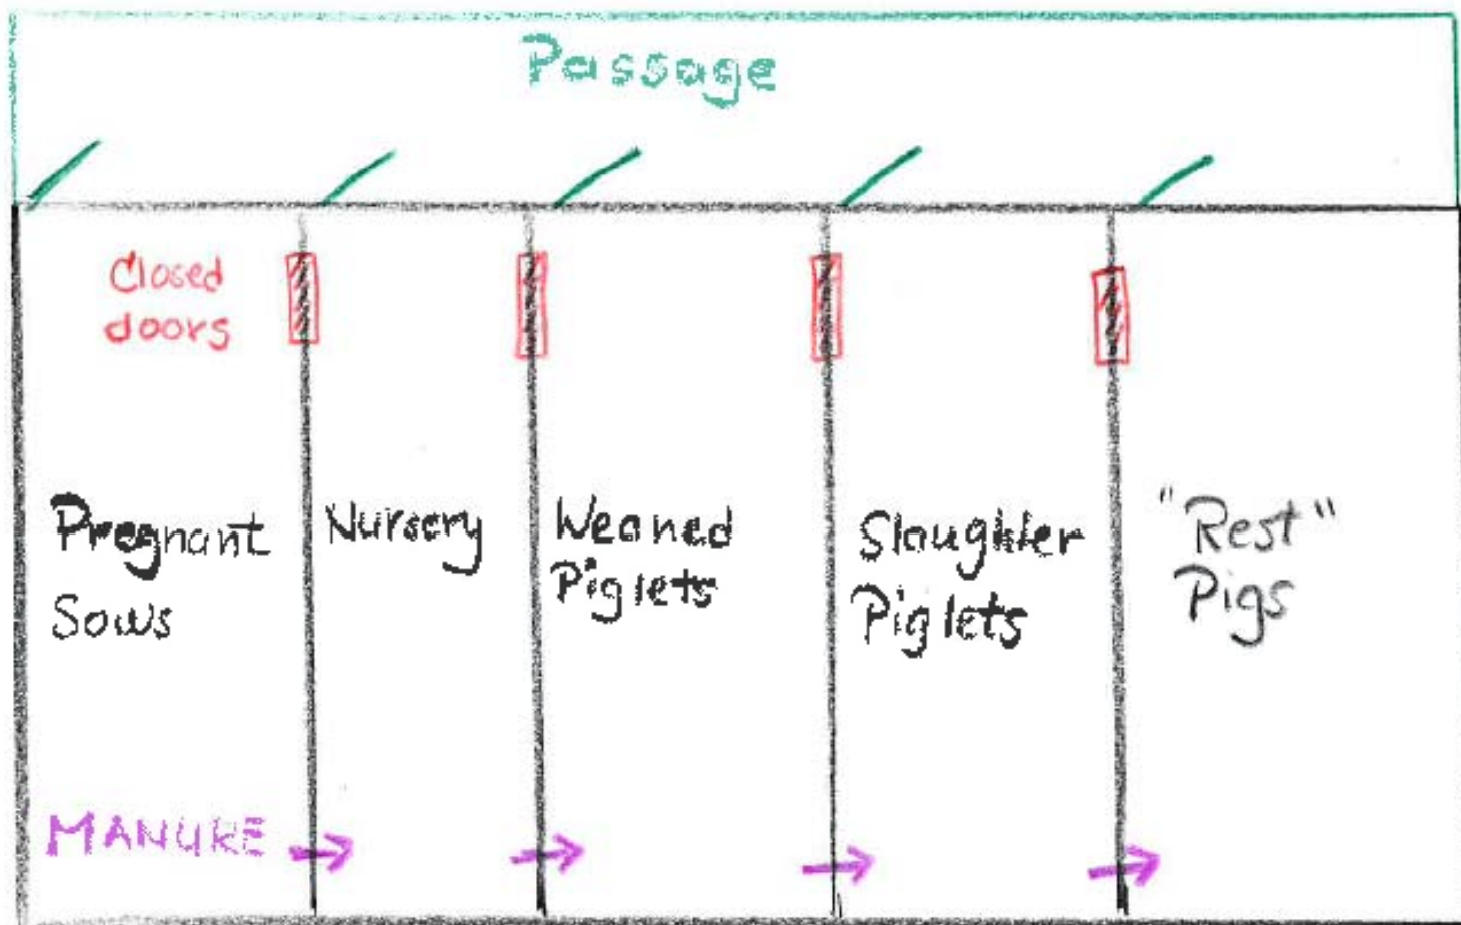 Passage
Closed
doors
Pregnant
Sows
Nursery
Weaned
Piglets
Slaughter
Piglets
"Rest"
Pigs
MANURE